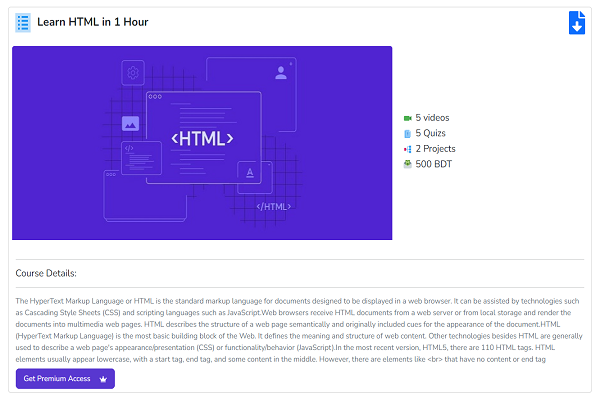 Learn HTML in 1 Hour
<HTML>
</>
A
</HTML>
5 videos
5 Quizs
2 Projects
500 BDT
Course Details:
The HyperText Markup Language or HTML is the standard markup language for documents designed to be displayed in a web browser. It can be assisted by technologies such
as Cascading Style Sheets (CSS) and scripting languages such as JavaScript.Web browsers receive HTML documents from a web server or from local storage and render the
documents into multimedia web pages. HTML describes the structure of a web page semantically and originally included cues for the appearance of the document.HTML
(HyperText Markup Language) is the most basic building block of the Web. It defines the meaning and structure of web content. Other technologies besides HTML are generally
used to describe a web page's appearance/presentation (CSS) or functionality/behavior (JavaScript).In the most recent version, HTML5, there are 110 HTML tags. HTML
elements usually appear lowercase, with a start tag, end tag, and some content in the middle. However, there are elements like <br> that have no content or end tag
Get Premium Access